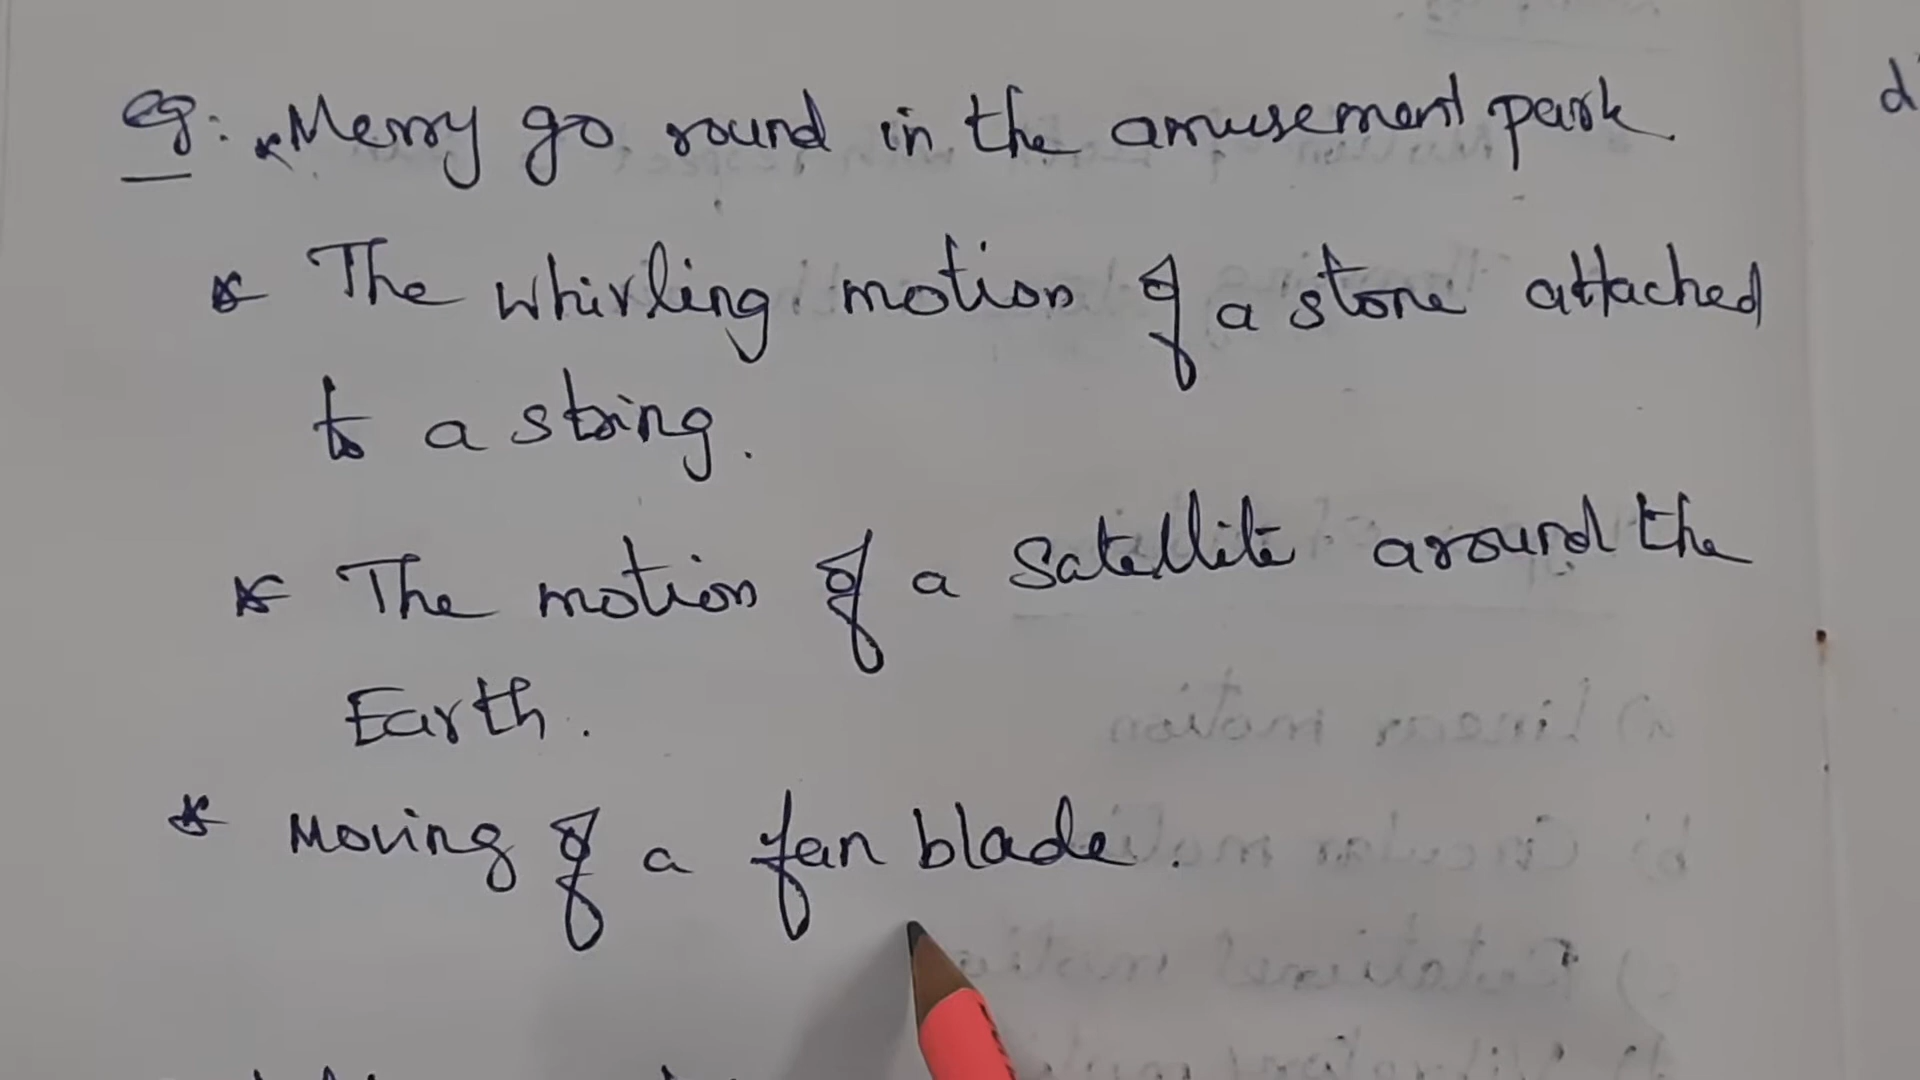 eg: * Merry go round in the amusement park.
* The whirling motion of a stone attached
to a string.
* The motion of a Satellite around the
Earth.
* Moving of a fan blade.